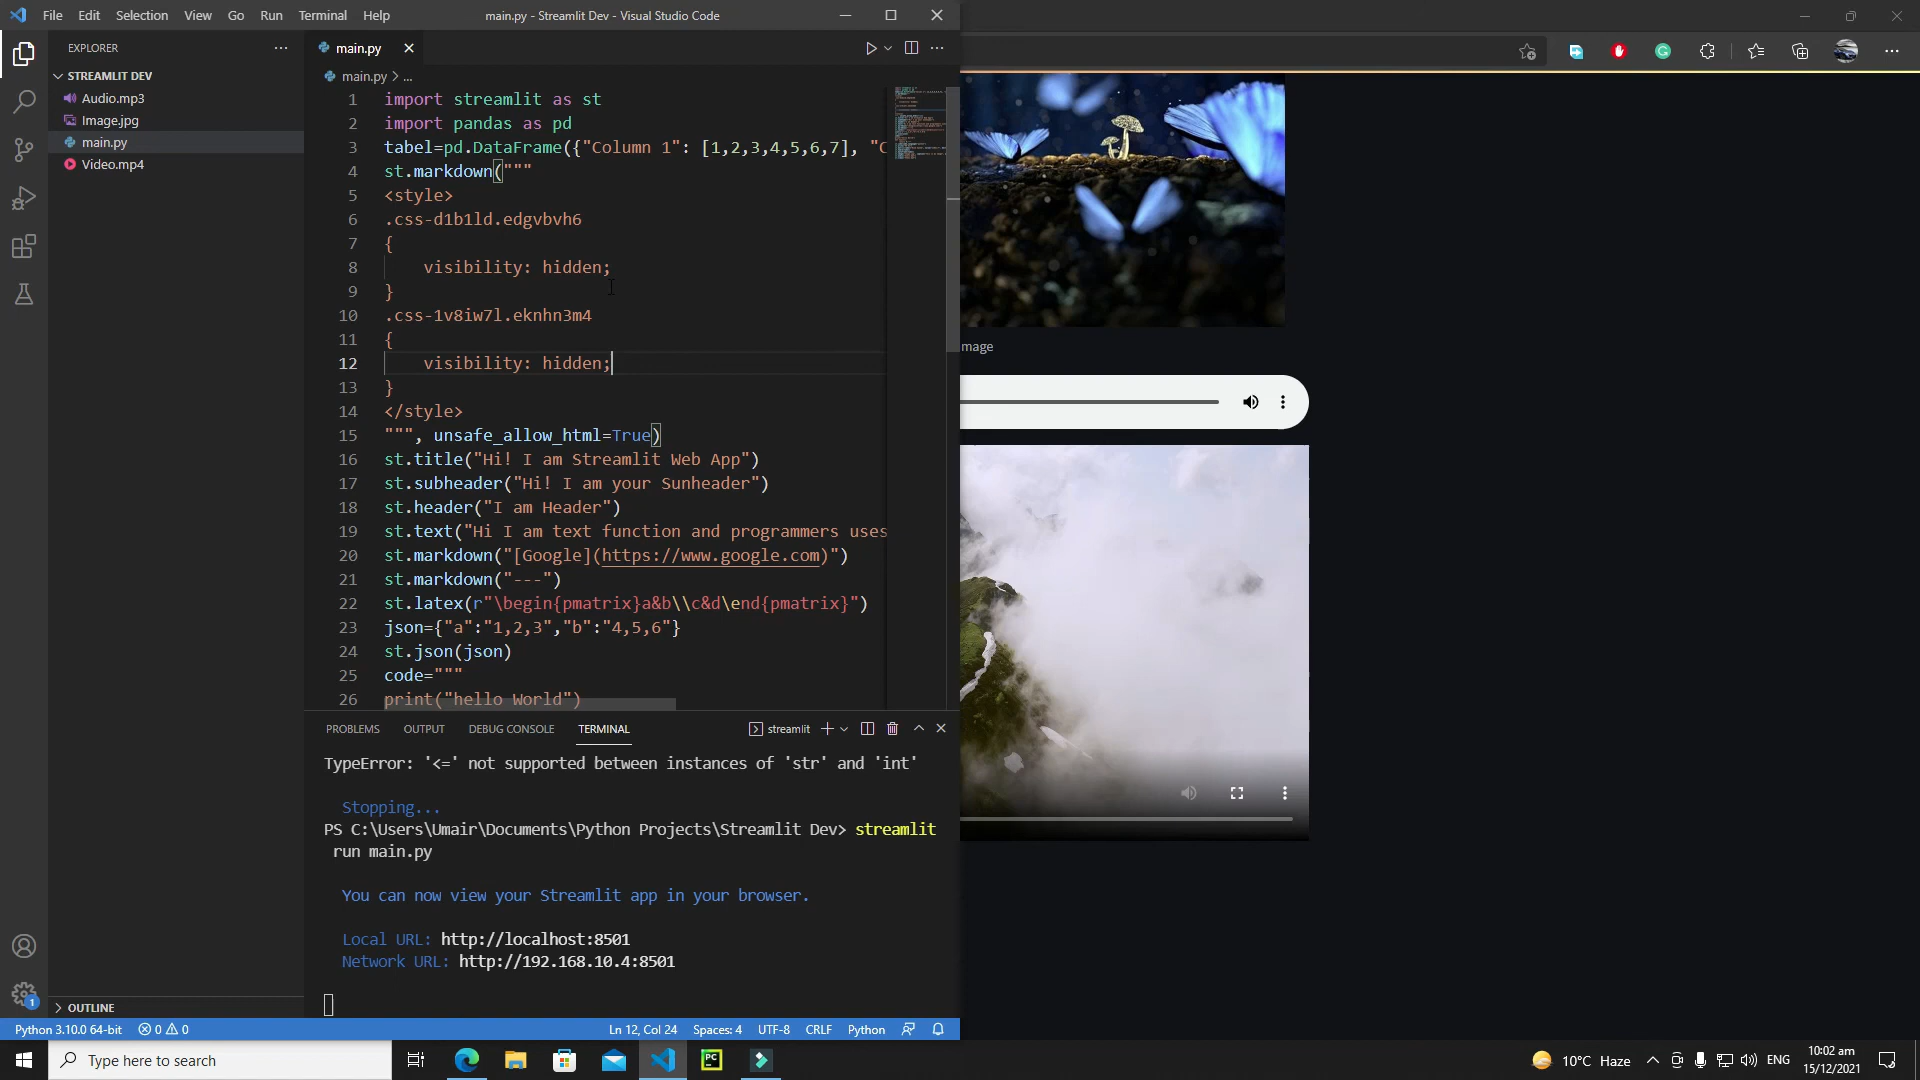 File Edit Selection View Go Run Terminal Help
main.py - Streamlit Dev - Visual Studio Code
EXPLORER
STREAMLIT DEV
Audio.mp3
Image.jpg
main.py
Video.mp4
OUTLINE
main.py
main.py > ...
1 import streamlit as st
2 import pandas as pd
3 tabel=pd.DataFrame({"Column 1": [1,2,3,4,5,6,7], "C
4 st.markdown("""
5 <style>
6 .css-d1b1ld.edgvbvh6
7 {
8 visibility: hidden;
9 }
10 .css-1v8iw7l.eknhn3m4
11 {
12 visibility: hidden;
13 }
14 </style>
15 """, unsafe_allow_html=True)
16 st.title("Hi! I am Streamlit Web App")
17 st.subheader("Hi! I am your Sunheader")
18 st.header("I am Header")
19 st.text("Hi I am text function and programmers uses
20 st.markdown("[Google](https://www.google.com)")
21 st.markdown("---")
22 st.latex(r"\begin{pmatrix}a&b\\c&d\end{pmatrix}")
23 json={"a":"1,2,3","b":"4,5,6"}
24 st.json(json)
25 code="""
26 print("hello World")
PROBLEMS OUTPUT DEBUG CONSOLE TERMINAL
streamlit
TypeError: '<=' not supported between instances of 'str' and 'int'
Stopping...
PS C:\Users\Umair\Documents\Python Projects\Streamlit Dev> streamlit
run main.py
You can now view your Streamlit app in your browser.
Local URL: http://localhost:8501
Network URL: http://192.168.10.4:8501
1
Python 3.10.0 64-bit 0 0
Ln 12, Col 24 Spaces: 4 UTF-8 CRLF Python
mage
Type here to search
PC
10°C Haze
ENG
10:02 am
15/12/2021